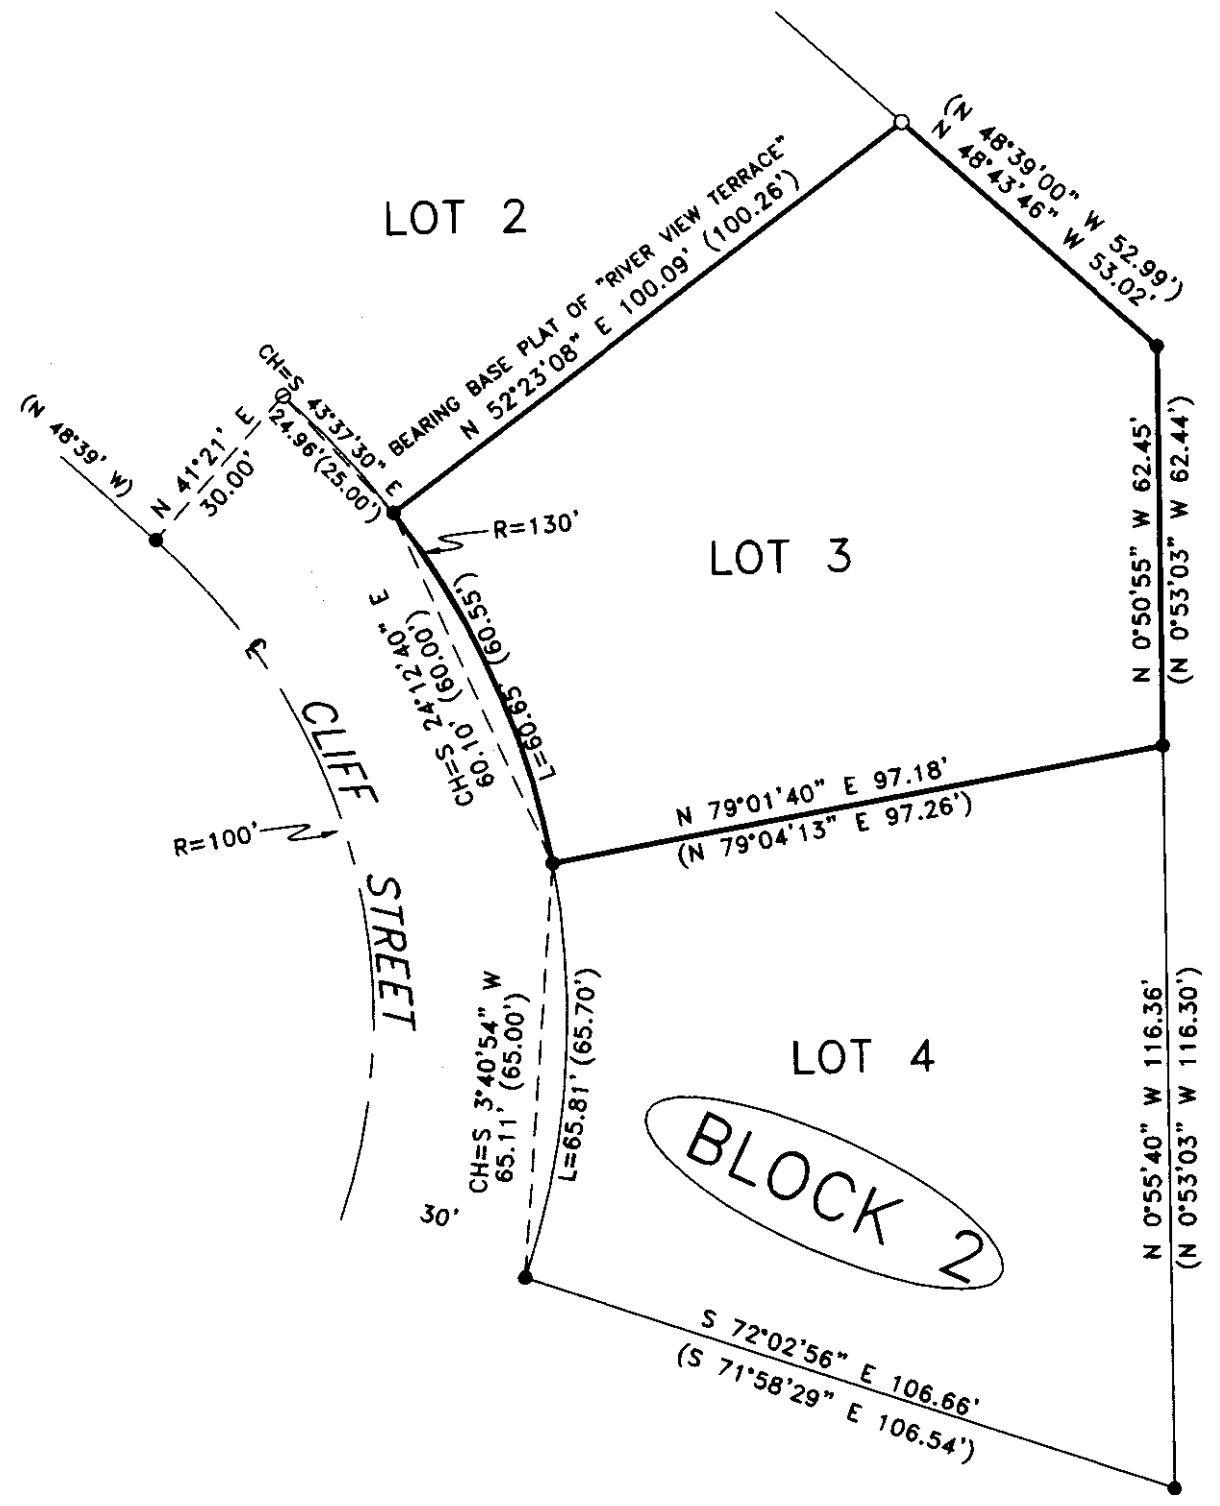 (N 48°39'00" W 52.99')
N 48°43'46" W 53.02'
LOT 2
BEARING BASE PLAT OF "RIVER VIEW TERRACE"
N 52°23'08" E 100.09' (100.26')
CH=S 43°37'30" E
24.96'(25.00')
(N 48°39' W)
N 41°21' E
30.00'
R=130'
LOT 3
N 0°50'55" W 62.45'
(N 0°53'03" W 62.44')
CH=S 24°12'40" E
60.10' (60.00')
L=60.65' (60.55')
CLIFF STREET
R=100'
N 79°01'40" E 97.18'
(N 79°04'13" E 97.26')
CH=S 3°40'54" W
65.11' (65.00')
L=65.81' (65.70')
LOT 4
N 0°55'40" W 116.36'
(N 0°53'03" W 116.30')
BLOCK 2
30'
S 72°02'56" E 106.66'
(S 71°58'29" E 106.54')